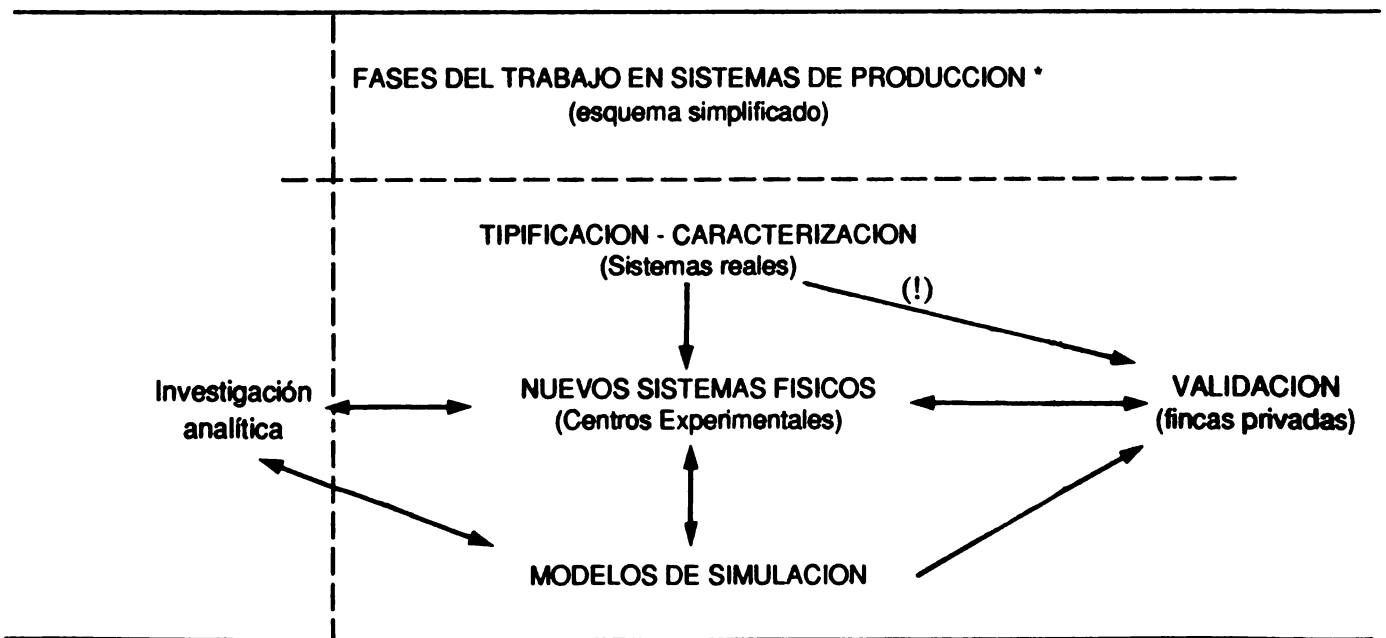 FASES DEL TRABAJO EN SISTEMAS DE PRODUCCION *
(esquema simplificado)
TIPIFICACION - CARACTERIZACION
(Sistemas reales)
(!)
Investigación
analítica
NUEVOS SISTEMAS FISICOS
(Centros Experimentales)
VALIDACION
(fincas privadas)
MODELOS DE SIMULACION